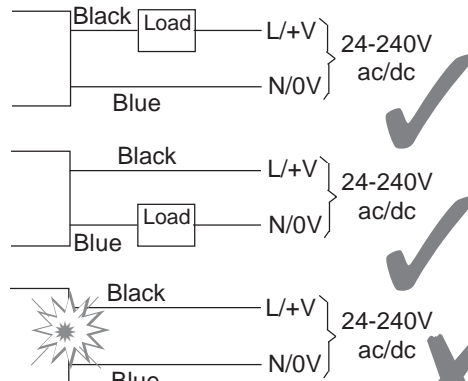 Black Load L/+V 24-240V
ac/dc
N/0V
Blue
Black L/+V 24-240V
ac/dc
Load N/0V
Blue
Black L/+V 24-240V
ac/dc
N/0V
Blue